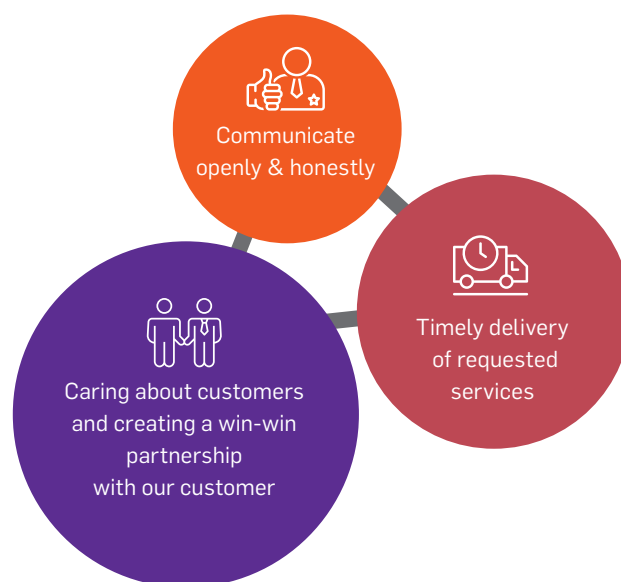 Communicate
openly & honestly
Timely delivery
of requested
services
Caring about customers
and creating a win-win
partnership
with our customer